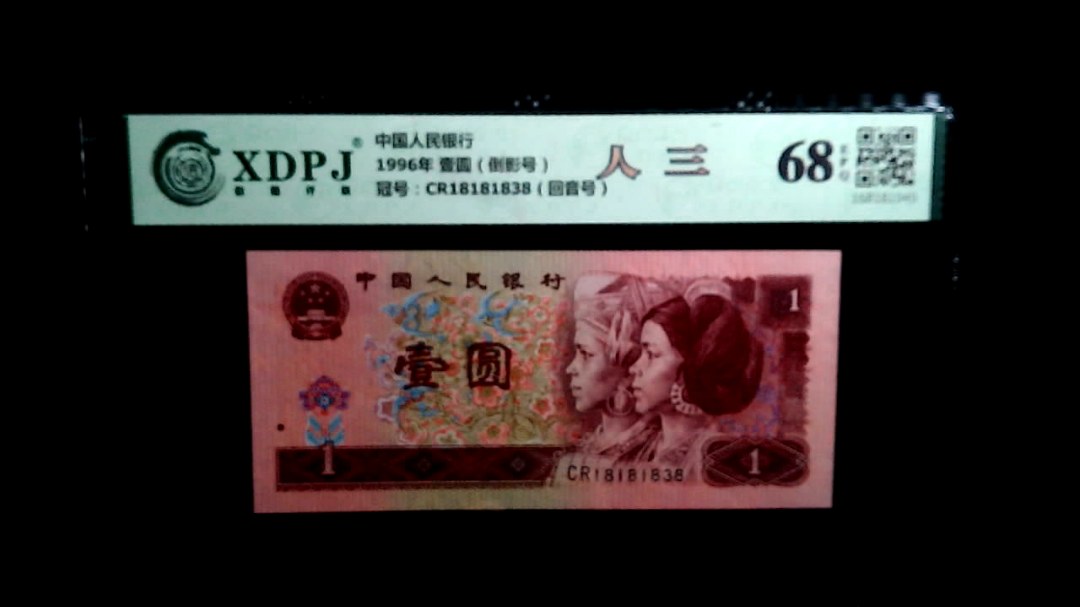 XDPJ®
中国人民银行
1996年 壹圆（倒影号）
冠号：CR18181838（回音号）
人 三
68
EPQ
中国人民银行
1
壹圆
1
CR18181838
1